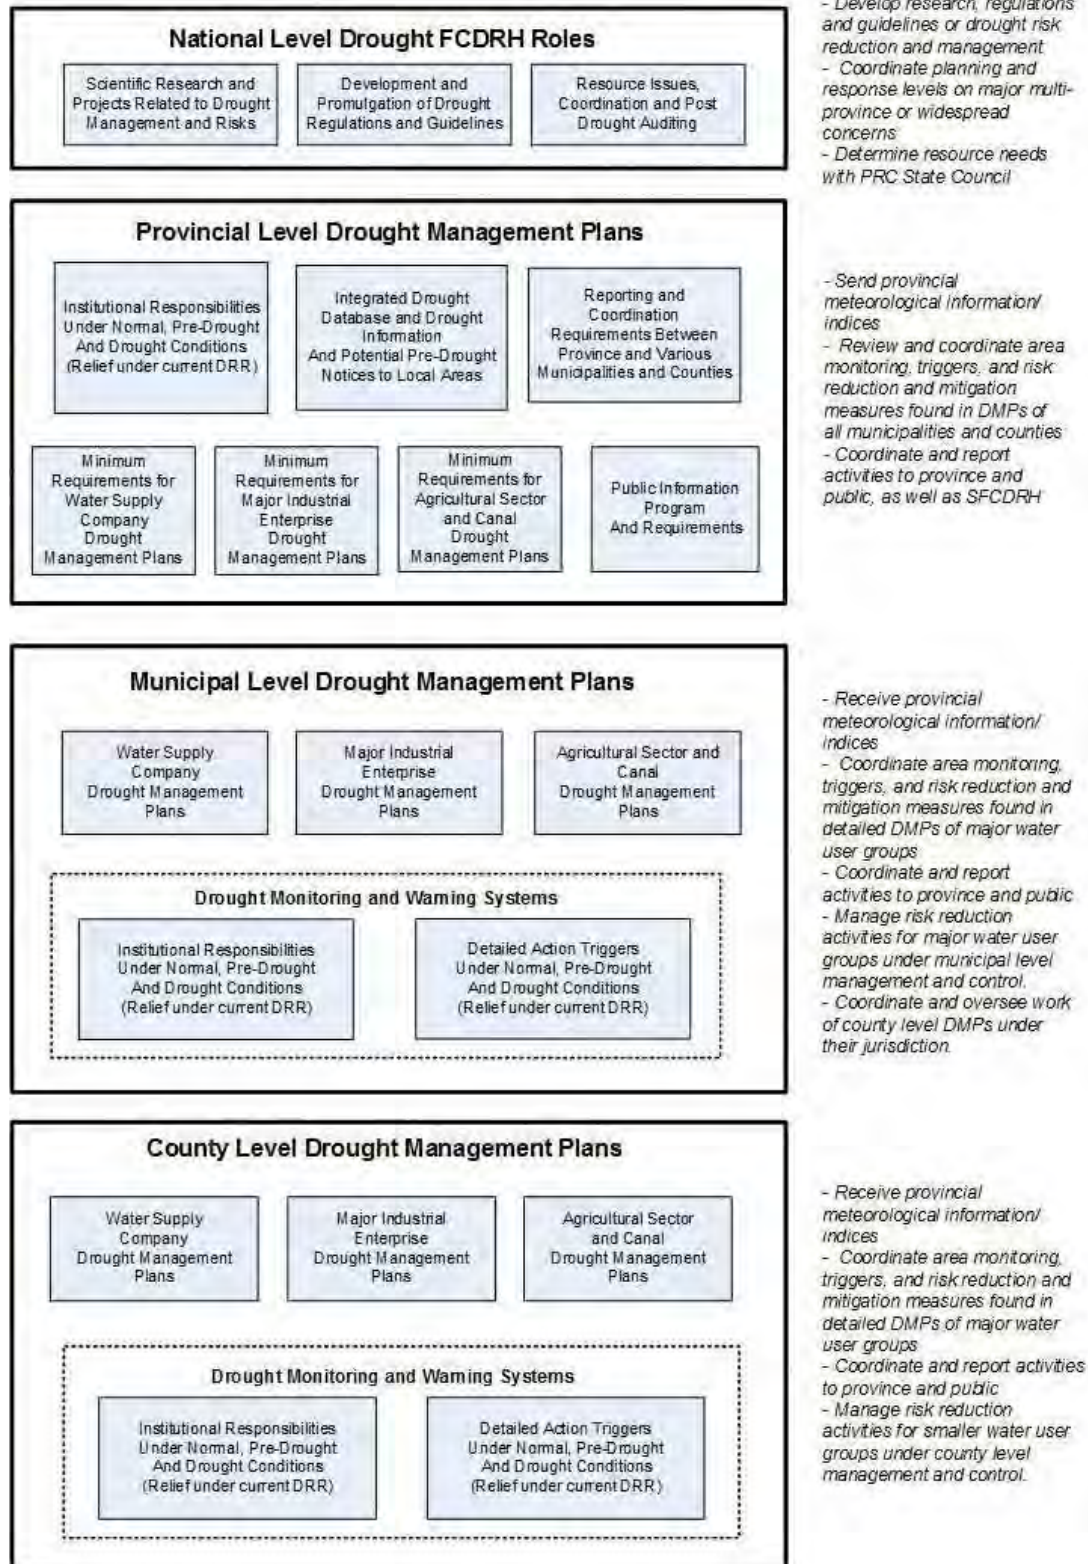 National Level Drought FCDRH Roles
Scientific Research and
Projects Related to Drought
Management and Risks
Development and
Promulgation of Drought
Regulations and Guidelines
Resource Issues,
Coordination and Post
Drought Auditing
- Develop research, regulations
and guidelines or drought risk
reduction and management
- Coordinate planning and
response levels on major multi-
province or widespread
concerns
- Determine resource needs
with PRC State Council
Provincial Level Drought Management Plans
Institutional Responsibilities
Under Normal, Pre-Drought
And Drought Conditions
(Relief under current DRR)
Integrated Drought
Database and Drought
Information
And Potential Pre-Drought
Notices to Local Areas
Reporting and
Coordination
Requirements Between
Province and Various
Municipalities and Counties
Minimum
Requirements for
Water Supply
Company
Drought
Management Plans
Minimum
Requirements for
Major Industrial
Enterprise
Drought
Management Plans
Minimum
Requirements for
Agricultural Sector
and Canal
Drought
Management Plans
Public Information
Program
And Requirements
- Send provincial
meteorological information/
indices
- Review and coordinate area
monitoring, triggers, and risk
reduction and mitigation
measures found in DMPs of
all municipalities and counties
- Coordinate and report
activities to province and
public, as well as SFCDRH
Municipal Level Drought Management Plans
Water Supply
Company
Drought Management
Plans
Major Industrial
Enterprise
Drought Management
Plans
Agricultural Sector and
Canal
Drought Management
Plans
Drought Monitoring and Warning Systems
Institutional Responsibilities
Under Normal, Pre-Drought
And Drought Conditions
(Relief under current DRR)
Detailed Action Triggers
Under Normal, Pre-Drought
And Drought Conditions
(Relief under current DRR)
- Receive provincial
meteorological information/
indices
- Coordinate area monitoring,
triggers, and risk reduction and
mitigation measures found in
detailed DMPs of major water
user groups
- Coordinate and report
activities to province and public
- Manage risk reduction
activities for major water user
groups under municipal level
management and control.
- Coordinate and oversee work
of county level DMPs under
their jurisdiction.
County Level Drought Management Plans
Water Supply
Company
Drought Management
Plans
Major Industrial
Enterprise
Drought Management
Plans
Agricultural Sector
and Canal
Drought Management
Plans
Drought Monitoring and Warning Systems
Institutional Responsibilities
Under Normal, Pre-Drought
And Drought Conditions
(Relief under current DRR)
Detailed Action Triggers
Under Normal, Pre-Drought
And Drought Conditions
(Relief under current DRR)
- Receive provincial
meteorological information/
indices
- Coordinate area monitoring,
triggers, and risk reduction and
mitigation measures found in
detailed DMPs of major water
user groups
- Coordinate and report activities
to province and public
- Manage risk reduction
activities for smaller water user
groups under county level
management and control.